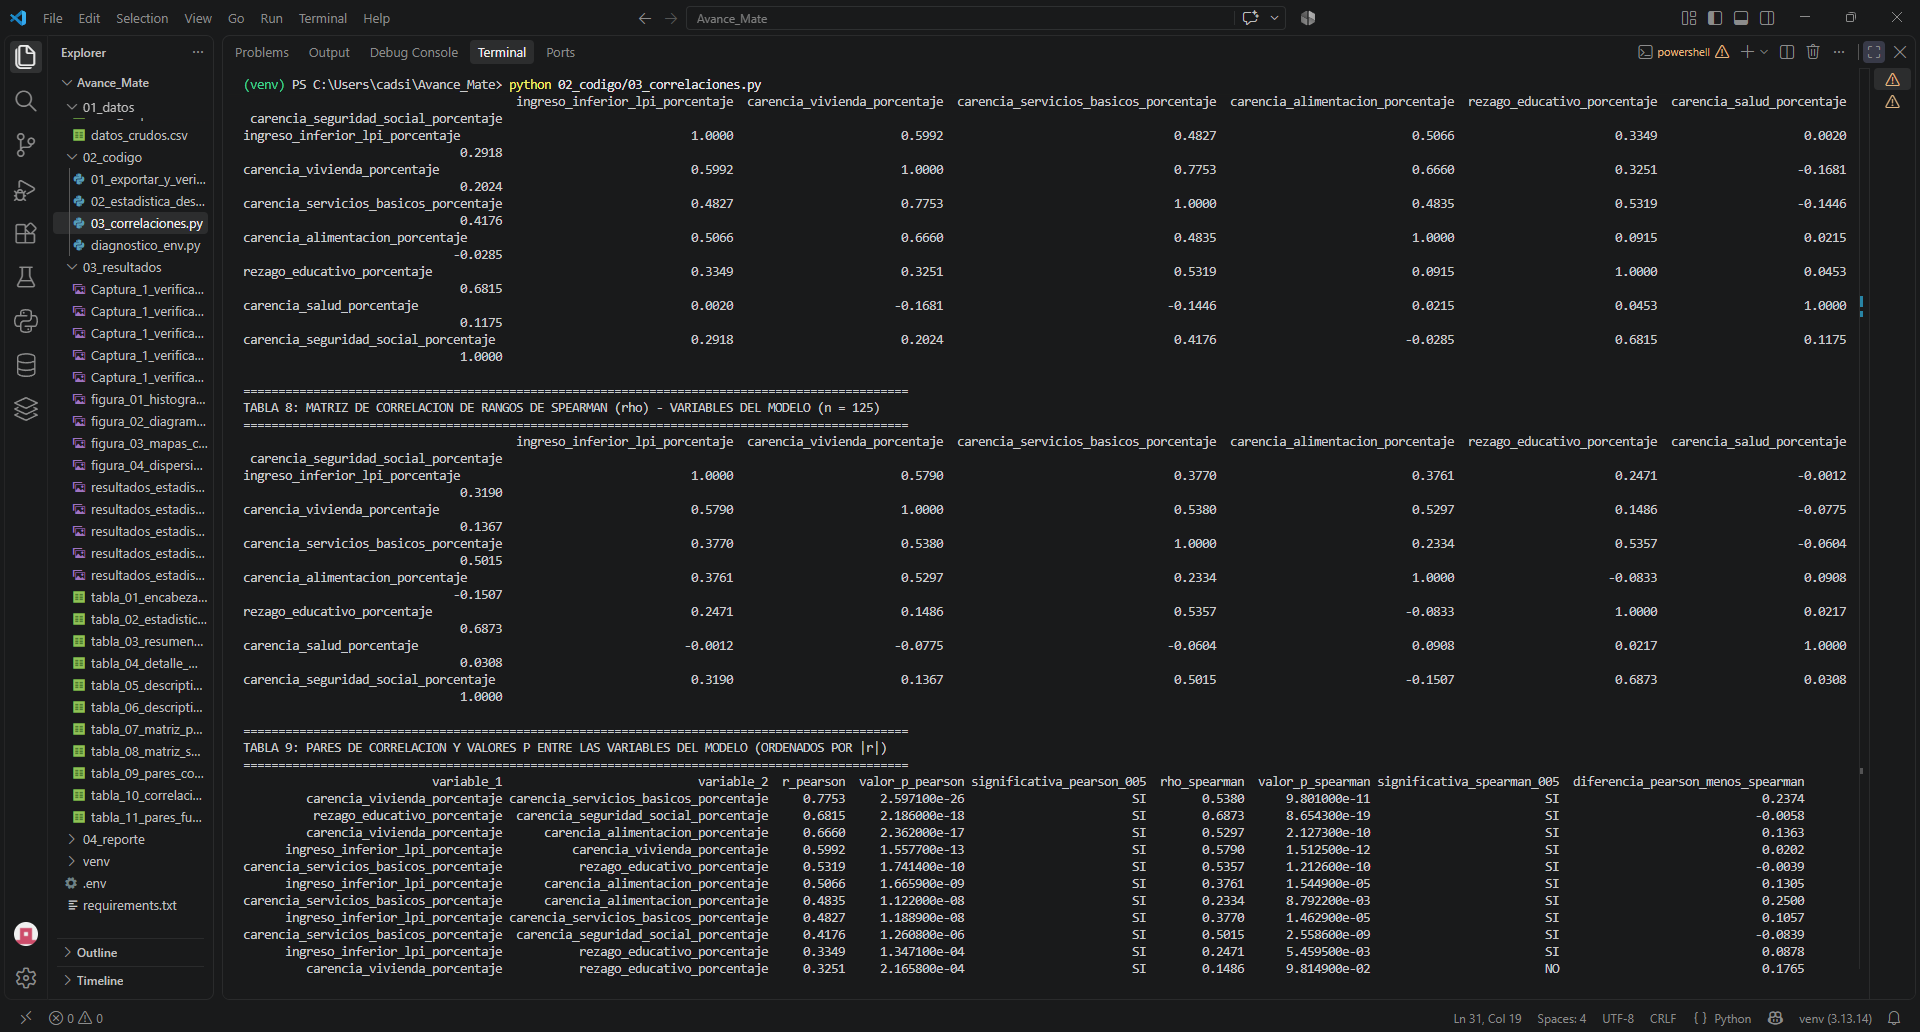 File Edit Selection View Go Run Terminal Help
Avance_Mate
Explorer
Avance_Mate
01_datos
datos_crudos.csv
02_codigo
01_exportar_y_veri...
02_estadistica_des...
03_correlaciones.py
diagnostico_env.py
03_resultados
Captura_1_verifica...
Captura_1_verifica...
Captura_1_verifica...
Captura_1_verifica...
Captura_1_verifica...
figura_01_histogra...
figura_02_diagram...
figura_03_mapas_c...
figura_04_dispersi...
resultados_estadis...
resultados_estadis...
resultados_estadis...
resultados_estadis...
resultados_estadis...
tabla_01_encabeza...
tabla_02_estadistic...
tabla_03_resumen...
tabla_04_detalle_...
tabla_05_descripti...
tabla_06_descripti...
tabla_07_matriz_p...
tabla_08_matriz_s...
tabla_09_pares_co...
tabla_10_correlaci...
tabla_11_pares_fu...
04_reporte
venv
.env
requirements.txt
Outline
Timeline
Problems Output Debug Console Terminal Ports
powershell
(venv) PS C:\Users\cadsi\Avance_Mate> python 02_codigo/03_correlaciones.py
ingreso_inferior_lpi_porcentaje carencia_vivienda_porcentaje carencia_servicios_basicos_porcentaje carencia_alimentacion_porcentaje rezago_educativo_porcentaje carencia_salud_porcentaje
carencia_seguridad_social_porcentaje
ingreso_inferior_lpi_porcentaje 1.0000 0.5992 0.4827 0.5066 0.3349 0.0020
0.2918
carencia_vivienda_porcentaje 0.5992 1.0000 0.7753 0.6660 0.3251 -0.1681
0.2024
carencia_servicios_basicos_porcentaje 0.4827 0.7753 1.0000 0.4835 0.5319 -0.1446
0.4176
carencia_alimentacion_porcentaje 0.5066 0.6660 0.4835 1.0000 0.0915 0.0215
-0.0285
rezago_educativo_porcentaje 0.3349 0.3251 0.5319 0.0915 1.0000 0.0453
0.6815
carencia_salud_porcentaje 0.0020 -0.1681 -0.1446 0.0215 0.0453 1.0000
0.1175
carencia_seguridad_social_porcentaje 0.2918 0.2024 0.4176 -0.0285 0.6815 0.1175
1.0000
===============================================================================================
TABLA 8: MATRIZ DE CORRELACION DE RANGOS DE SPEARMAN (rho) - VARIABLES DEL MODELO (n = 125)
===============================================================================================
ingreso_inferior_lpi_porcentaje carencia_vivienda_porcentaje carencia_servicios_basicos_porcentaje carencia_alimentacion_porcentaje rezago_educativo_porcentaje carencia_salud_porcentaje
carencia_seguridad_social_porcentaje
ingreso_inferior_lpi_porcentaje 1.0000 0.5790 0.3770 0.3761 0.2471 -0.0012
0.3190
carencia_vivienda_porcentaje 0.5790 1.0000 0.5380 0.5297 0.1486 -0.0775
0.1367
carencia_servicios_basicos_porcentaje 0.3770 0.5380 1.0000 0.2334 0.5357 -0.0604
0.5015
carencia_alimentacion_porcentaje 0.3761 0.5297 0.2334 1.0000 -0.0833 0.0908
-0.1507
rezago_educativo_porcentaje 0.2471 0.1486 0.5357 -0.0833 1.0000 0.0217
0.6873
carencia_salud_porcentaje -0.0012 -0.0775 -0.0604 0.0908 0.0217 1.0000
0.0308
carencia_seguridad_social_porcentaje 0.3190 0.1367 0.5015 -0.1507 0.6873 0.0308
1.0000
===============================================================================================
TABLA 9: PARES DE CORRELACION Y VALORES P ENTRE LAS VARIABLES DEL MODELO (ORDENADOS POR |r|)
===============================================================================================
variable_1 variable_2 r_pearson valor_p_pearson significativa_pearson_005 rho_spearman valor_p_spearman significativa_spearman_005 diferencia_pearson_menos_spearman
carencia_vivienda_porcentaje carencia_servicios_basicos_porcentaje 0.7753 2.597100e-26 SI 0.5380 9.801000e-11 SI 0.2374
rezago_educativo_porcentaje carencia_seguridad_social_porcentaje 0.6815 2.186000e-18 SI 0.6873 8.654300e-19 SI -0.0058
carencia_vivienda_porcentaje carencia_alimentacion_porcentaje 0.6660 2.362000e-17 SI 0.5297 2.127300e-10 SI 0.1363
ingreso_inferior_lpi_porcentaje carencia_vivienda_porcentaje 0.5992 1.557700e-13 SI 0.5790 1.512500e-12 SI 0.0202
carencia_servicios_basicos_porcentaje rezago_educativo_porcentaje 0.5319 1.741400e-10 SI 0.5357 1.212600e-10 SI -0.0039
ingreso_inferior_lpi_porcentaje carencia_alimentacion_porcentaje 0.5066 1.665900e-09 SI 0.3761 1.544900e-05 SI 0.1305
carencia_servicios_basicos_porcentaje carencia_alimentacion_porcentaje 0.4835 1.122000e-08 SI 0.2334 8.792200e-03 SI 0.2500
ingreso_inferior_lpi_porcentaje carencia_servicios_basicos_porcentaje 0.4827 1.188900e-08 SI 0.3770 1.462900e-05 SI 0.1057
carencia_servicios_basicos_porcentaje carencia_seguridad_social_porcentaje 0.4176 1.260800e-06 SI 0.5015 2.558600e-09 SI -0.0839
ingreso_inferior_lpi_porcentaje rezago_educativo_porcentaje 0.3349 1.347100e-04 SI 0.2471 5.459500e-03 SI 0.0878
carencia_vivienda_porcentaje rezago_educativo_porcentaje 0.3251 2.165800e-04 SI 0.1486 9.814900e-02 NO 0.1765
0 0
Ln 31, Col 19 Spaces: 4 UTF-8 CRLF { } Python venv (3.13.14)